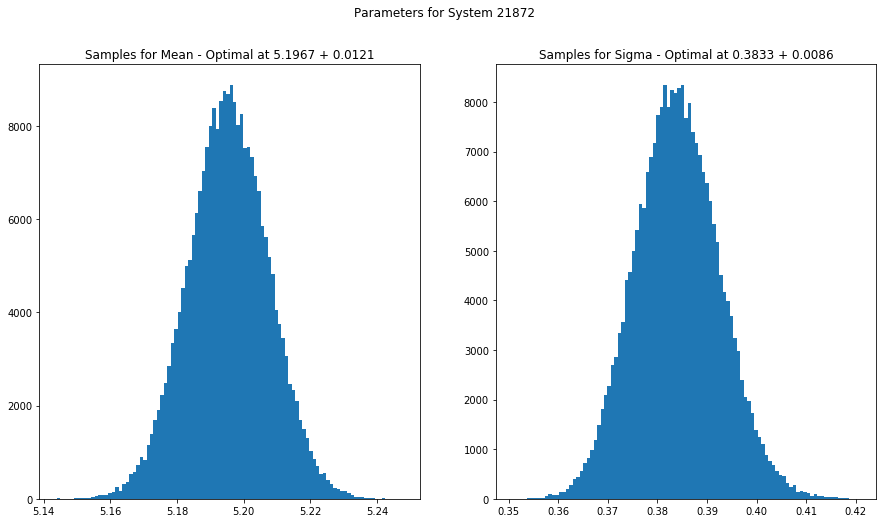 Parameters for System 21872
Samples for Mean - Optimal at 5.1967 + 0.0121
8000
6000
4000
2000
0
5.14 5.16 5.18 5.20 5.22 5.24
Samples for Sigma - Optimal at 0.3833 + 0.0086
8000
7000
6000
5000
4000
3000
2000
1000
0
0.35 0.36 0.37 0.38 0.39 0.40 0.41 0.42